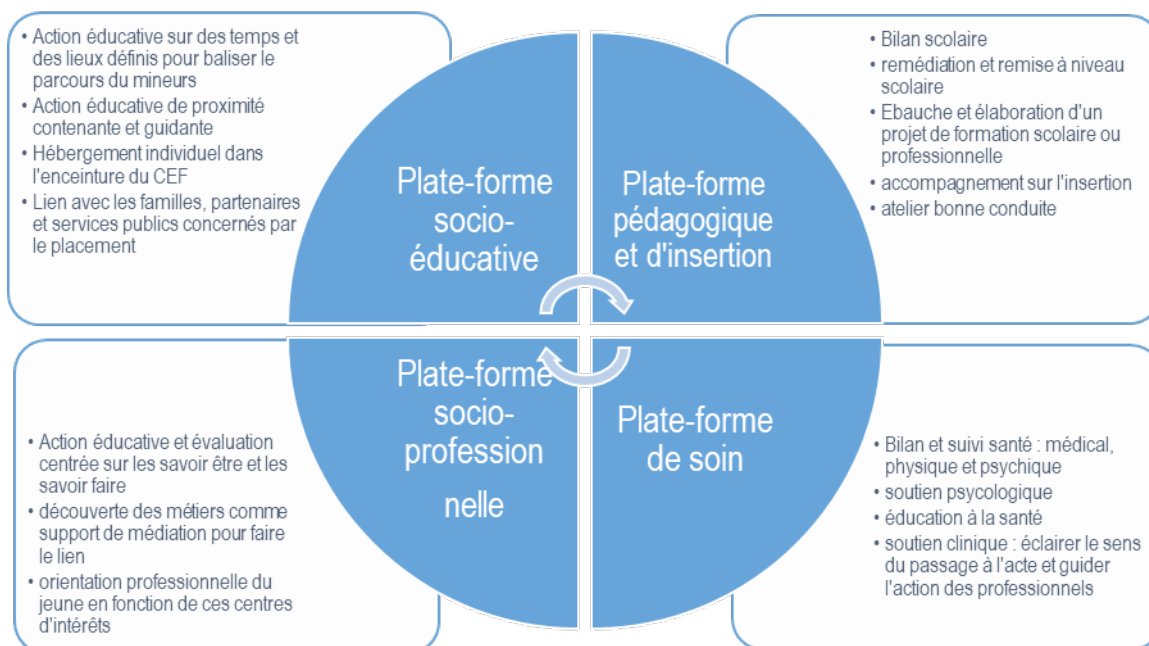 • Action éducative sur des temps et
des lieux définis pour baliser le
parcours du mineurs
• Action éducative de proximité
contenante et guidante
• Hébergement individuel dans
l'enceinture du CEF
• Lien avec les familles, partenaires
et services publics concernés par
le placement
Plate-forme
socio-
éducative
Plate-forme
pédagogique
et d'insertion
• Bilan scolaire
• remédiation et remise à niveau
scolaire
• Ebauche et élaboration d'un
projet de formation scolaire ou
professionnelle
• accompagnement sur l'insertion
• atelier bonne conduite
• Action éducative et évaluation
centrée sur les savoir être et les
savoir faire
• découverte des métiers comme
support de médiation pour faire
le lien
• orientation professionnelle du
jeune en fonction de ces centres
d'intérêts
Plate-forme
socio-
profession
nelle
Plate-forme
de soin
• Bilan et suivi santé : médical,
physique et psychique
• soutien psycologique
• éducation à la santé
• soutien clinique : éclairer le sens
du passage à l'acte et guider
l'action des professionnels